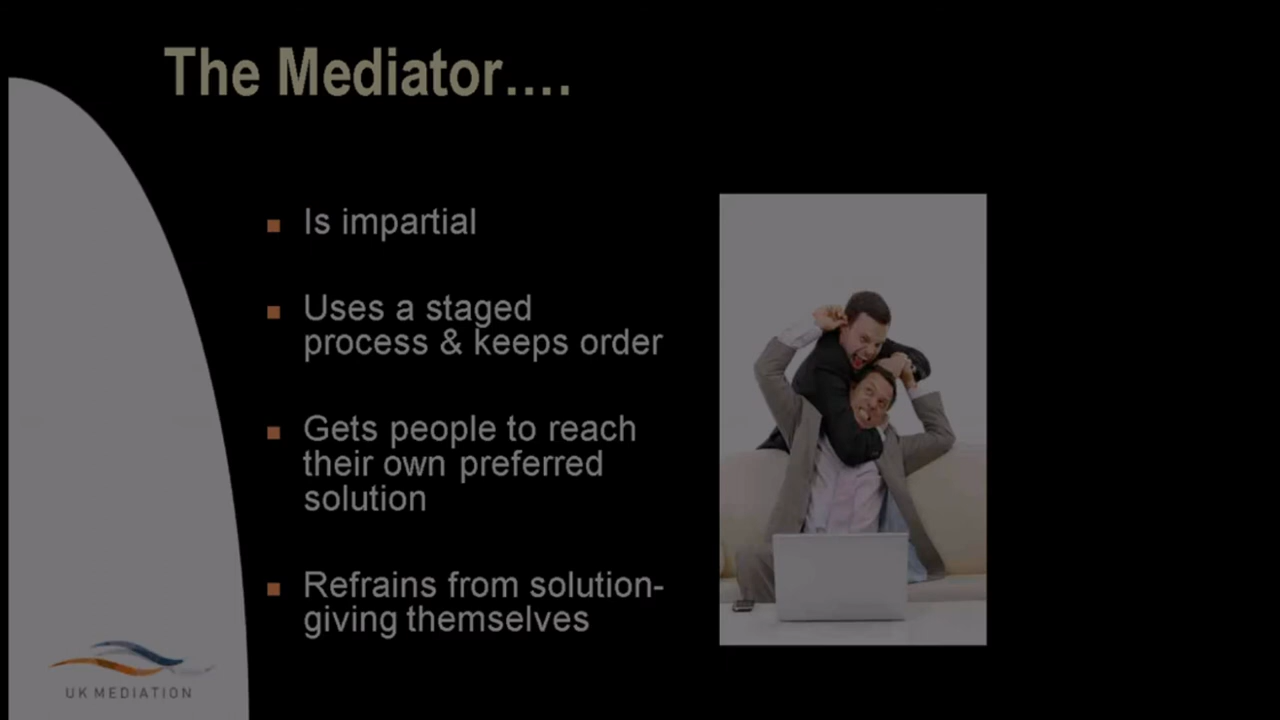 The Mediator....
Is impartial
Uses a staged
process & keeps order
Gets people to reach
their own preferred
solution
Refrains from solution-
giving themselves
UK MEDIATION